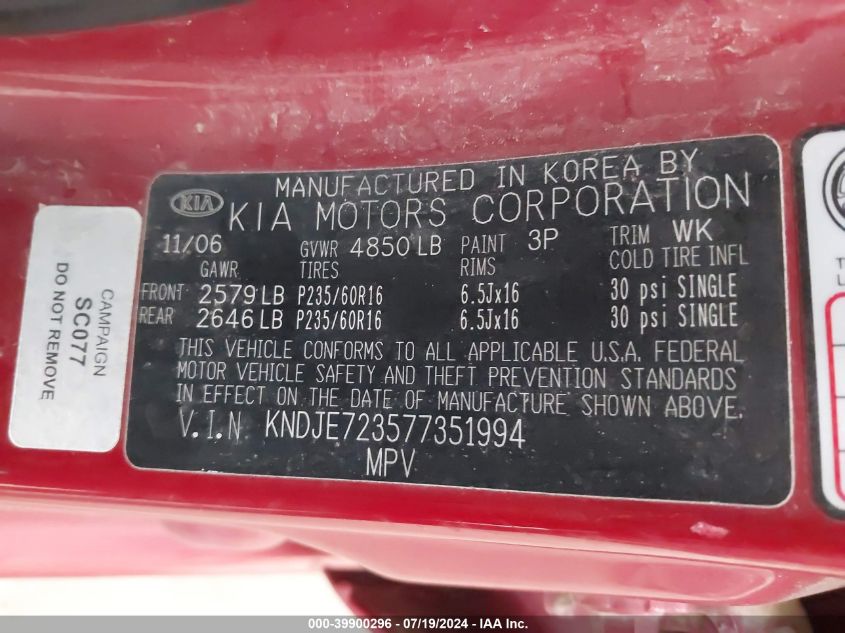 MANUFACTURED IN KOREA BY
KIA KIA MOTORS CORPORATION
11/06 GVWR 4850 LB PAINT 3P TRIM WK
GAWR TIRES RIMS COLD TIRE INFL
FRONT 2579 LB P235/60R16 6.5Jx16 30 psi SINGLE
REAR 2646 LB P235/60R16 6.5Jx16 30 psi SINGLE
THIS VEHICLE CONFORMS TO ALL APPLICABLE U.S.A. FEDERAL
MOTOR VEHICLE SAFETY AND THEFT PREVENTION STANDARDS
IN EFFECT ON THE DATE OF MANUFACTURE SHOWN ABOVE.
V.I.N KNDJE723577351994
MPV
CAMPAIGN
SC077
DO NOT REMOVE
000-39900296 - 07/19/2024 - IAAI.com